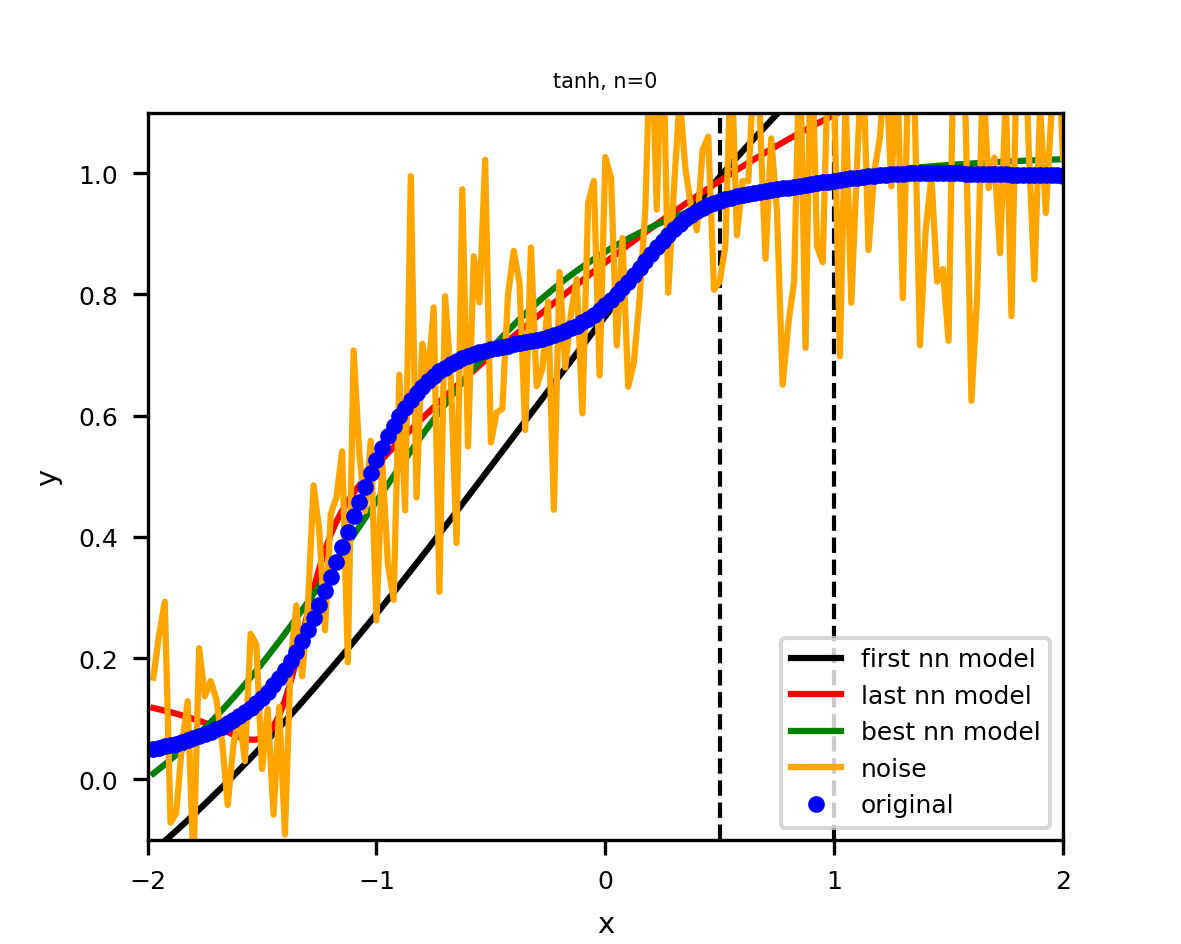 tanh, n=0
y
1.0
0.8
0.6
0.4
0.2
0.0
first nn model
last nn model
best nn model
noise
original
−2
−1
0
1
2
x